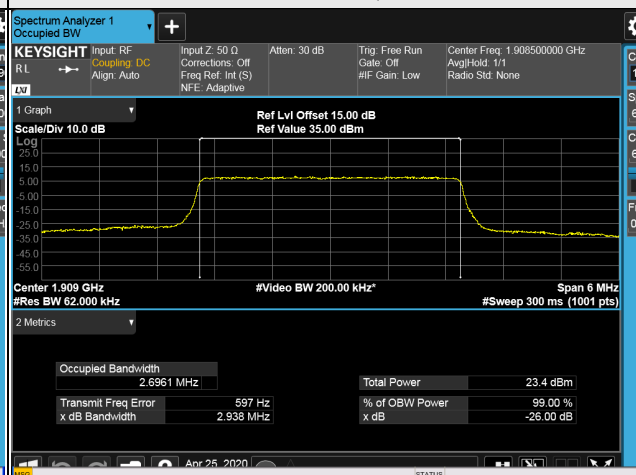 Spectrum Analyzer 1
Occupied BW
KEYSIGHT
R L
LXI
Input: RF
Coupling: DC
Align: Auto
Input Z: 50 Ω
Corrections: Off
Freq Ref: Int (S)
NFE: Adaptive
Atten: 30 dB
Trig: Free Run
Gate: Off
#IF Gain: Low
Center Freq: 1.908500000 GHz
Avg|Hold: 1/1
Radio Std: None
1 Graph
Scale/Div 10.0 dB
Ref Lvl Offset 15.00 dB
Ref Value 35.00 dBm
Log
25.0
15.0
5.00
-5.00
-15.0
-25.0
-35.0
-45.0
-55.0
Center 1.909 GHz
#Res BW 62.000 kHz
#Video BW 200.00 kHz*
Span 6 MHz
#Sweep 300 ms (1001 pts)
2 Metrics
Occupied Bandwidth
2.6961 MHz
Transmit Freq Error 597 Hz
x dB Bandwidth 2.938 MHz
Total Power 23.4 dBm
% of OBW Power 99.00 %
x dB -26.00 dB
Apr 25, 2020
MSG
STATUS